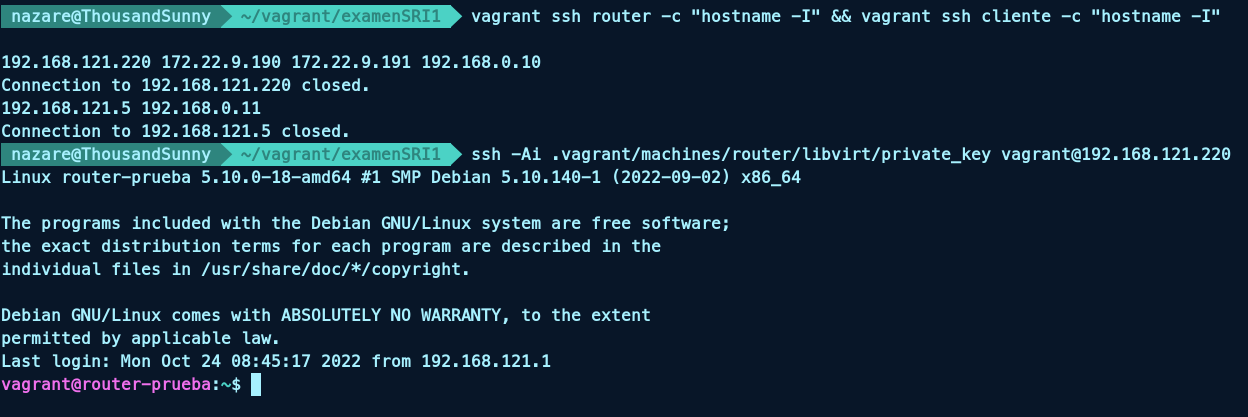 nazare@ThousandSunny ~/vagrant/examenSRI1 vagrant ssh router -c "hostname -I" && vagrant ssh cliente -c "hostname -I"
192.168.121.220 172.22.9.190 172.22.9.191 192.168.0.10
Connection to 192.168.121.220 closed.
192.168.121.5 192.168.0.11
Connection to 192.168.121.5 closed.
nazare@ThousandSunny ~/vagrant/examenSRI1 ssh -Ai .vagrant/machines/router/libvirt/private_key vagrant@192.168.121.220
Linux router-prueba 5.10.0-18-amd64 #1 SMP Debian 5.10.140-1 (2022-09-02) x86_64
The programs included with the Debian GNU/Linux system are free software;
the exact distribution terms for each program are described in the
individual files in /usr/share/doc/*/copyright.
Debian GNU/Linux comes with ABSOLUTELY NO WARRANTY, to the extent
permitted by applicable law.
Last login: Mon Oct 24 08:45:17 2022 from 192.168.121.1
vagrant@router-prueba:~$